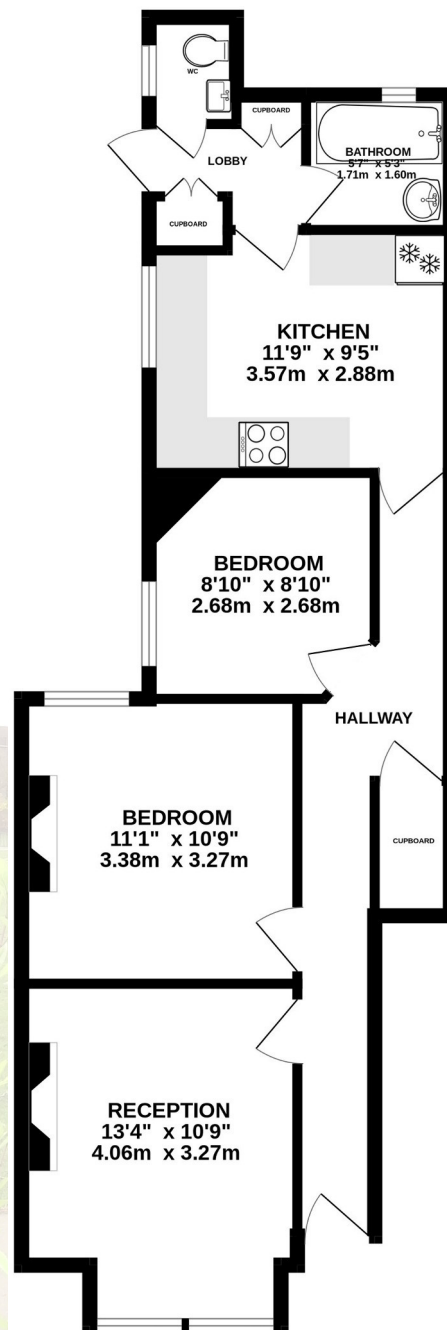 WC
CUPBOARD
LOBBY
BATHROOM
5'7" x 5'3"
1.71m x 1.60m
CUPBOARD
KITCHEN
11'9" x 9'5"
3.57m x 2.88m
BEDROOM
8'10" x 8'10"
2.68m x 2.68m
HALLWAY
BEDROOM
11'1" x 10'9"
3.38m x 3.27m
CUPBOARD
RECEPTION
13'4" x 10'9"
4.06m x 3.27m